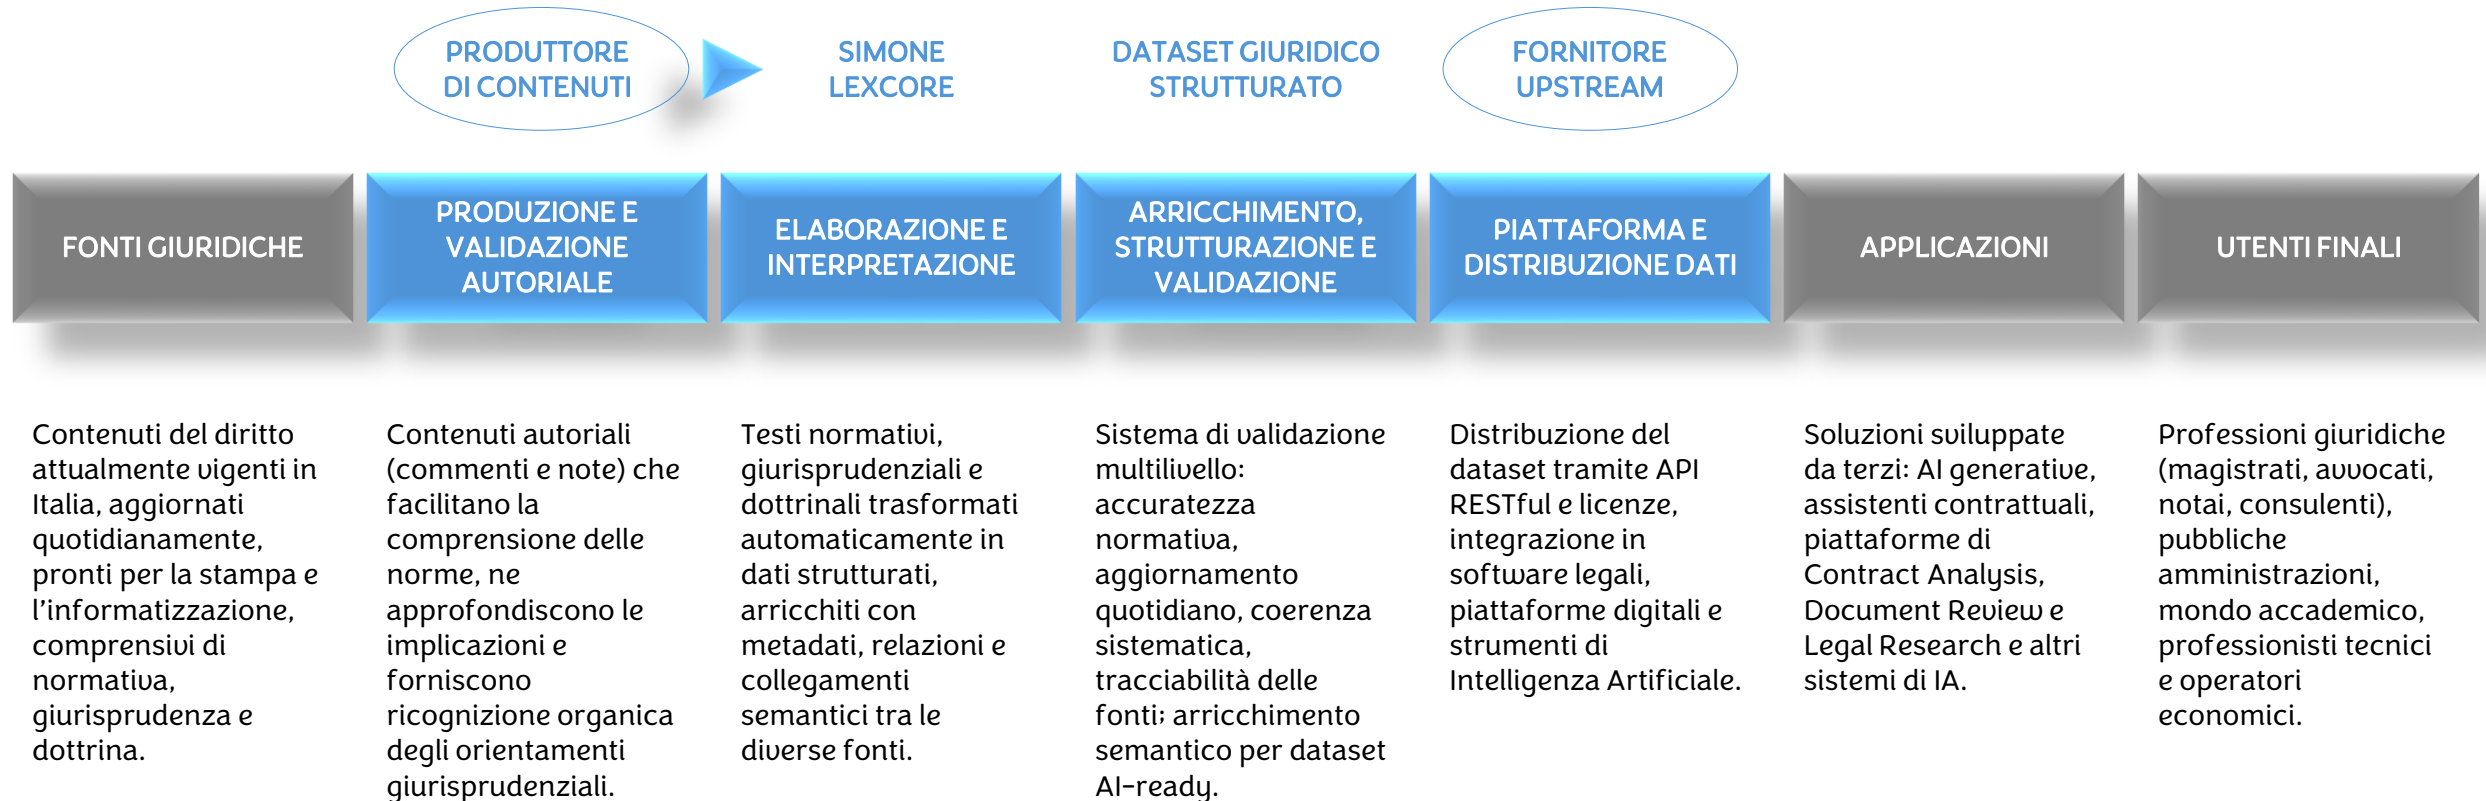 PRODUTTORE
DI CONTENUTI
SIMONE
LEXCORE
DATASET GIURIDICO
STRUTTURATO
FORNITORE
UPSTREAM
FONTI GIURIDICHE
PRODUZIONE E
VALIDAZIONE
AUTORIALE
ELABORAZIONE E
INTERPRETAZIONE
ARRICCHIMENTO,
STRUTTURAZIONE E
VALIDAZIONE
PIATTAFORMA E
DISTRIBUZIONE DATI
APPLICAZIONI
UTENTI FINALI
Contenuti del diritto
attualmente vigenti in
Italia, aggiornati
quotidianamente,
pronti per la stampa e
l'informatizzazione,
comprensivi di
normativa,
giurisprudenza e
dottrina.
Contenuti autoriali
(commenti e note) che
facilitano la
comprensione delle
norme, ne
approfondiscono le
implicazioni e
forniscono
ricognizione organica
degli orientamenti
giurisprudenziali.
Testi normativi,
giurisprudenziali e
dottrinali trasformati
automaticamente in
dati strutturati,
arricchiti con
metadati, relazioni e
collegamenti
semantici tra le
diverse fonti.
Sistema di validazione
multilivello:
accuratezza
normativa,
aggiornamento
quotidiano, coerenza
sistematica,
tracciabilità delle
fonti; arricchimento
semantico per dataset
AI-ready.
Distribuzione del
dataset tramite API
RESTful e licenze,
integrazione in
software legali,
piattaforme digitali e
strumenti di
Intelligenza Artificiale.
Soluzioni sviluppate
da terzi: AI generative,
assistenti contrattuali,
piattaforme di
Contract Analysis,
Document Review e
Legal Research e altri
sistemi di IA.
Professioni giuridiche
(magistrati, avvocati,
notai, consulenti),
pubbliche
amministrazioni,
mondo accademico,
professionisti tecnici
e operatori
economici.